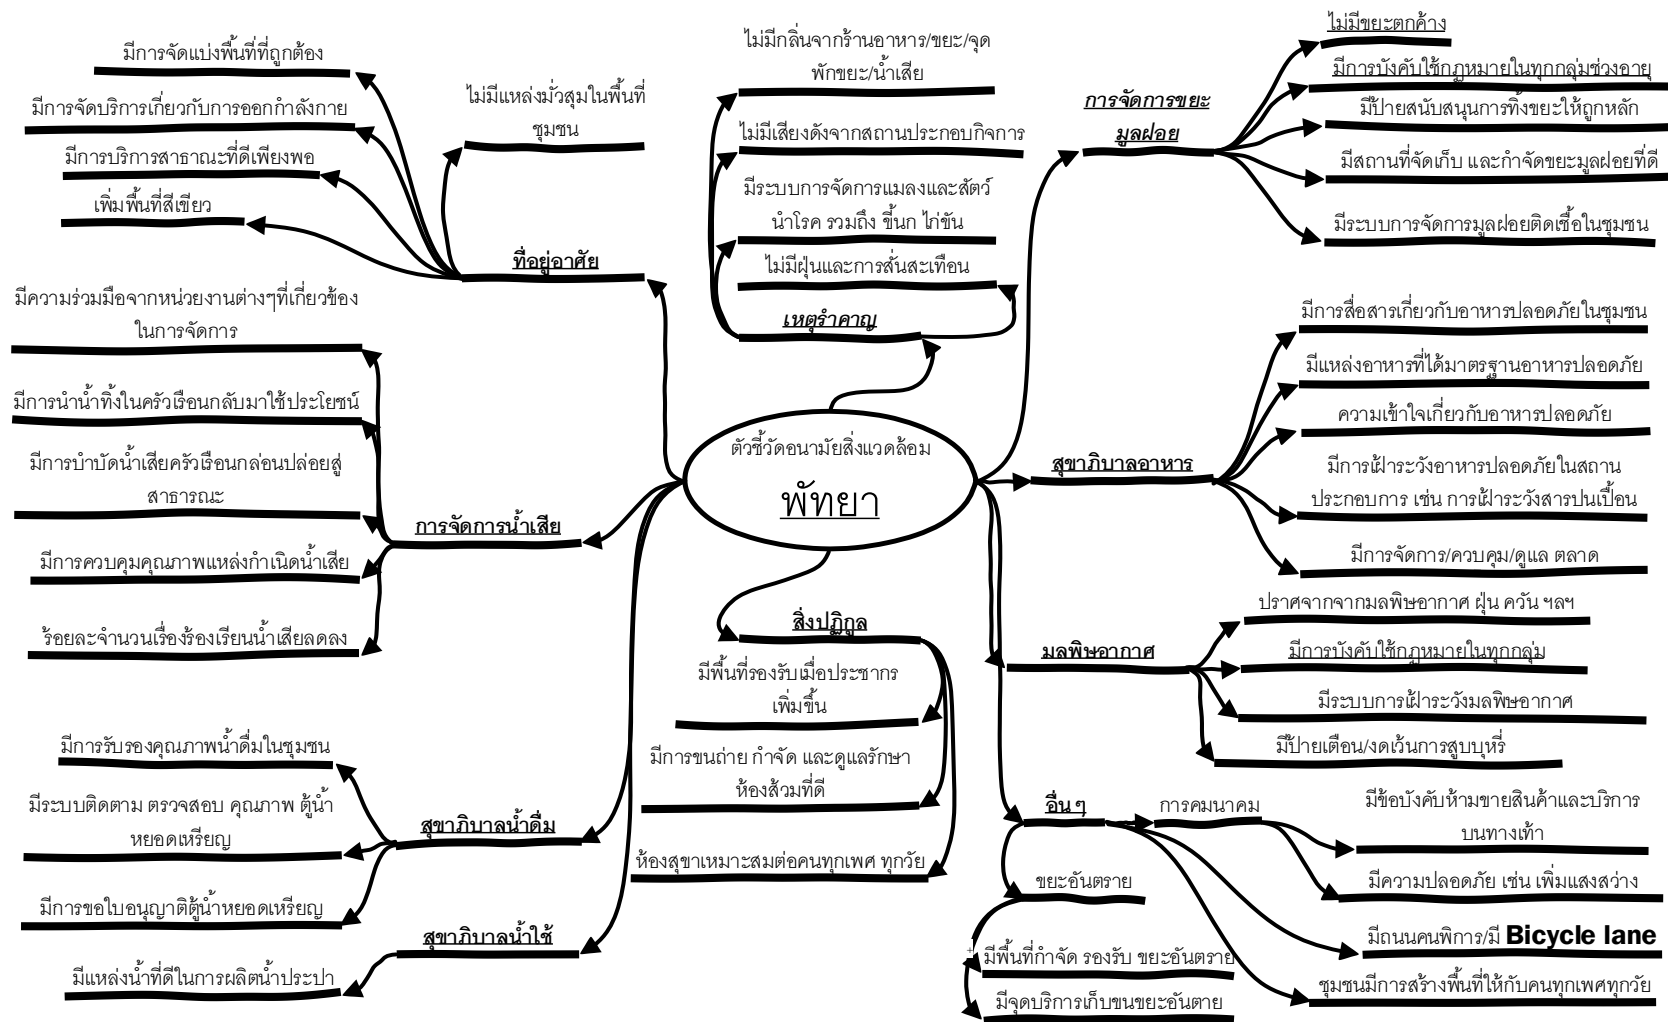 ตัวชี้วัดอนามัยสิ่งแวดล้อม
พัทยา
ที่อยู่อาศัย
มีการจัดแบ่งพื้นที่ที่ถูกต้อง
มีการจัดบริการเกี่ยวกับการออกกำลังกาย
มีการบริการสาธาณะที่ดีเพียงพอ
เพิ่มพื้นที่สีเขียว
ไม่มีแหล่งมั่วสุมในพื้นที่
ชุมชน
เหตุรำคาญ
ไม่มีกลิ่นจากร้านอาหาร/ขยะ/จุด
พักขยะ/น้ำเสีย
ไม่มีเสียงดังจากสถานประกอบกิจการ
มีระบบการจัดการแมลงและสัตว์
นำโรค รวมถึง ขี้นก ไก่ขัน
ไม่มีฝุ่นและการสั่นสะเทือน
การจัดการขยะ
มูลฝอย
ไม่มีขยะตกค้าง
มีการบังคับใช้กฎหมายในทุกกลุ่มช่วงอายุ
มีป้ายสนับสนุนการทิ้งขยะให้ถูกหลัก
มีสถานที่จัดเก็บ และกำจัดขยะมูลฝอยที่ดี
มีระบบการจัดการมูลฝอยติดเชื้อในชุมชน
สุขาภิบาลอาหาร
มีการสื่อสารเกี่ยวกับอาหารปลอดภัยในชุมชน
มีแหล่งอาหารที่ได้มาตรฐานอาหารปลอดภัย
ความเข้าใจเกี่ยวกับอาหารปลอดภัย
มีการเฝ้าระวังอาหารปลอดภัยในสถาน
ประกอบการ เช่น การเฝ้าระวังสารปนเปื้อน
มีการจัดการ/ควบคุม/ดูแล ตลาด
มลพิษอากาศ
ปราศจากจากมลพิษอากาศ ฝุ่น ควัน ฯลฯ
มีการบังคับใช้กฎหมายในทุกกลุ่ม
มีระบบการเฝ้าระวังมลพิษอากาศ
มีป้ายเตือน/งดเว้นการสูบบุหรี่
อื่น ๆ
การคมนาคม
มีข้อบังคับห้ามขายสินค้าและบริการ
บนทางเท้า
มีความปลอดภัย เช่น เพิ่มแสงสว่าง
มีถนนคนพิการ/มี Bicycle lane
ชุมชนมีการสร้างพื้นที่ให้กับคนทุกเพศทุกวัย
ขยะอันตราย
มีพื้นที่กำจัด รองรับ ขยะอันตราย
มีจุดบริการเก็บขนขยะอันตาย
สิ่งปฏิกูล
มีพื้นที่รองรับเมื่อประชากร
เพิ่มขึ้น
มีการขนถ่าย กำจัด และดูแลรักษา
ห้องส้วมที่ดี
ห้องสุขาเหมาะสมต่อคนทุกเพศ ทุกวัย
การจัดการน้ำเสีย
มีความร่วมมือจากหน่วยงานต่างๆที่เกี่ยวข้อง
ในการจัดการ
มีการนำน้ำทิ้งในครัวเรือนกลับมาใช้ประโยชน์
มีการบำบัดน้ำเสียครัวเรือนกล่อนปล่อยสู่
สาธารณะ
มีการควบคุมคุณภาพแหล่งกำเนิดน้ำเสีย
ร้อยละจำนวนเรื่องร้องเรียนน้ำเสียลดลง
สุขาภิบาลน้ำดื่ม
มีการรับรองคุณภาพน้ำดื่มในชุมชน
มีระบบติดตาม ตรวจสอบ คุณภาพ ตู้น้ำ
หยอดเหรียญ
มีการขอใบอนุญาติตู้น้ำหยอดเหรียญ
สุขาภิบาลน้ำใช้
มีแหล่งน้ำที่ดีในการผลิตน้ำประปา